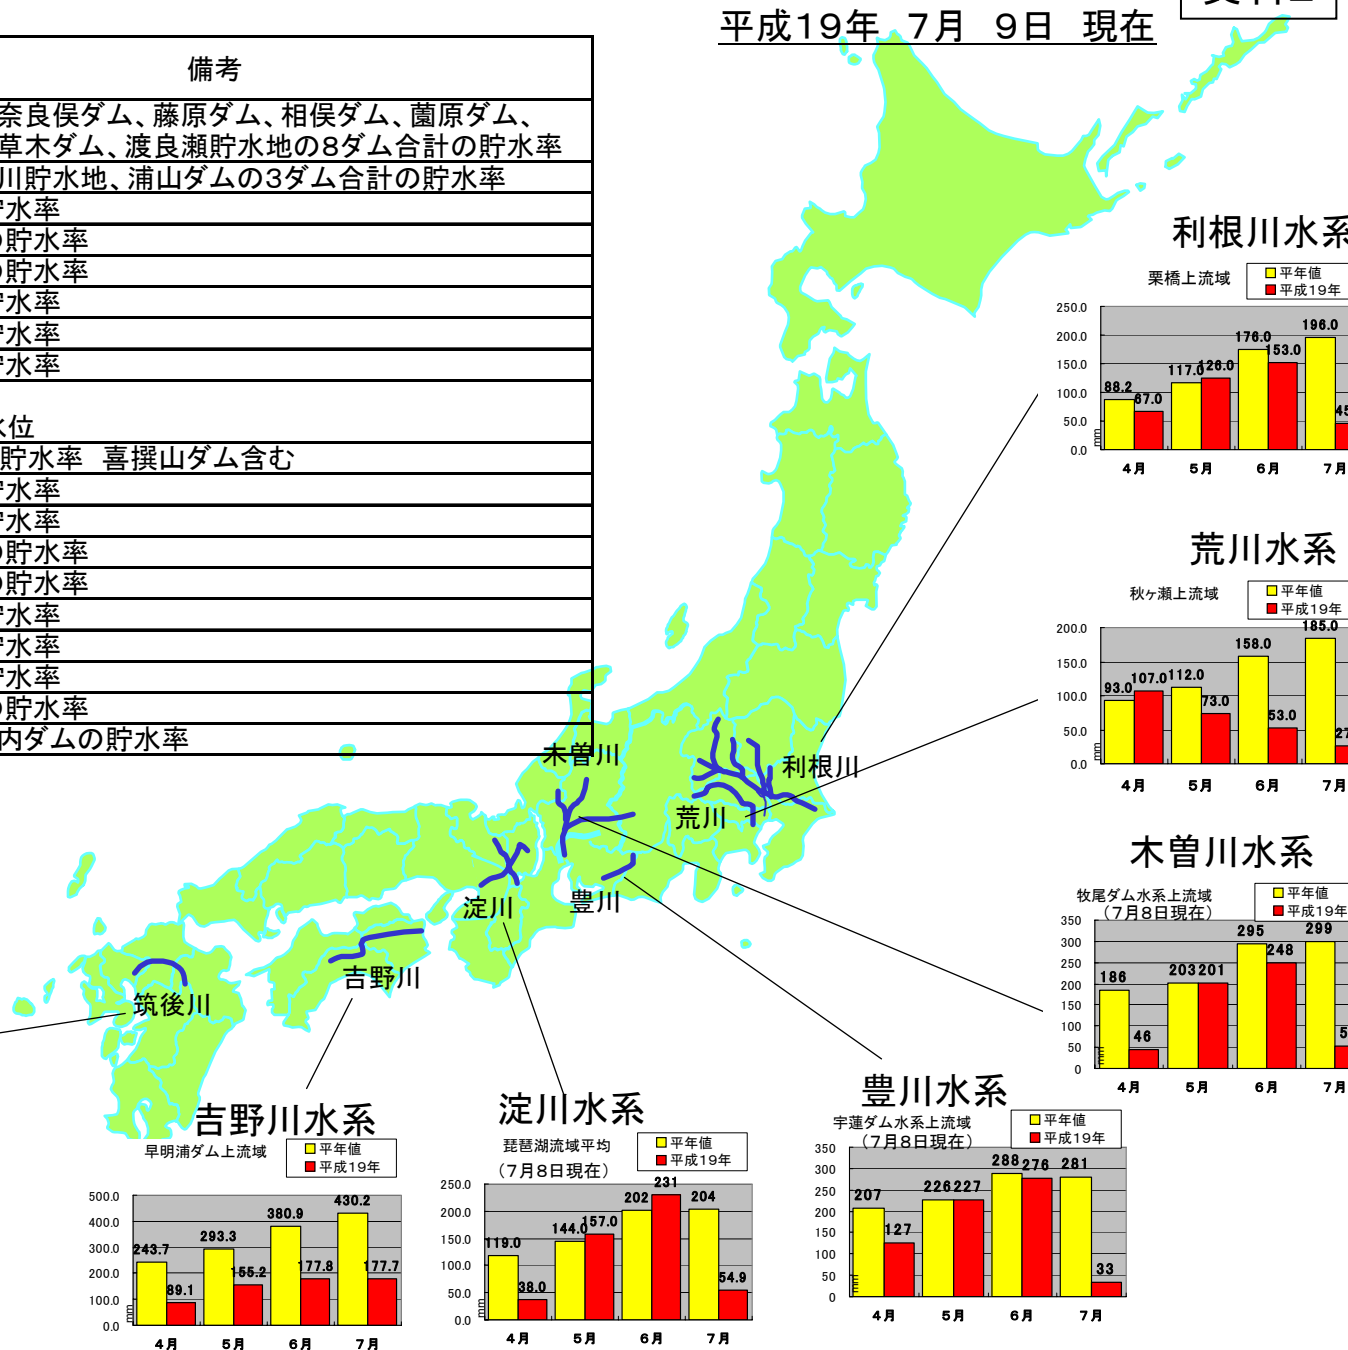 平成19年　7月　9日　現在
備考
奈良俣ダム、藤原ダム、相俣ダム、薗原ダム、
草木ダム、渡良瀬貯水地の8ダム合計の貯水率
川貯水地、浦山ダムの3ダム合計の貯水率
貯水率
の貯水率
の貯水率
貯水率
貯水率
貯水率
水位
貯水率　喜撰山ダム含む
貯水率
貯水率
の貯水率
の貯水率
貯水率
貯水率
貯水率
の貯水率
内ダムの貯水率
木曽川
利根川
荒川
淀川
豊川
吉野川
筑後川
利根川水系
栗橋上流域
平年値
平成19年
250.0
200.0
150.0
100.0
50.0
0.0
mm
88.2
67.0
117.0
126.0
176.0
153.0
196.0
45
4月 5月 6月 7月
荒川水系
秋ヶ瀬上流域
平年値
平成19年
200.0
150.0
100.0
50.0
0.0
mm
93.0
107.0
112.0
73.0
158.0
53.0
185.0
27
4月 5月 6月 7月
木曽川水系
牧尾ダム水系上流域
（7月8日現在）
平年値
平成19年
350
300
250
200
150
100
50
0
mm
186
46
203
201
295
248
299
5
4月 5月 6月 7月
豊川水系
宇蓮ダム水系上流域
（7月8日現在）
平年値
平成19年
350
300
250
200
150
100
50
0
mm
207
127
226
227
288
276
281
33
4月 5月 6月 7月
淀川水系
琵琶湖流域平均
（7月8日現在）
平年値
平成19年
250.0
200.0
150.0
100.0
50.0
0.0
mm
119.0
38.0
144.0
157.0
202
231
204
54.9
4月 5月 6月 7月
吉野川水系
早明浦ダム上流域
平年値
平成19年
500.0
400.0
300.0
200.0
100.0
0.0
mm
243.7
89.1
293.3
155.2
380.9
177.8
430.2
177.7
4月 5月 6月 7月